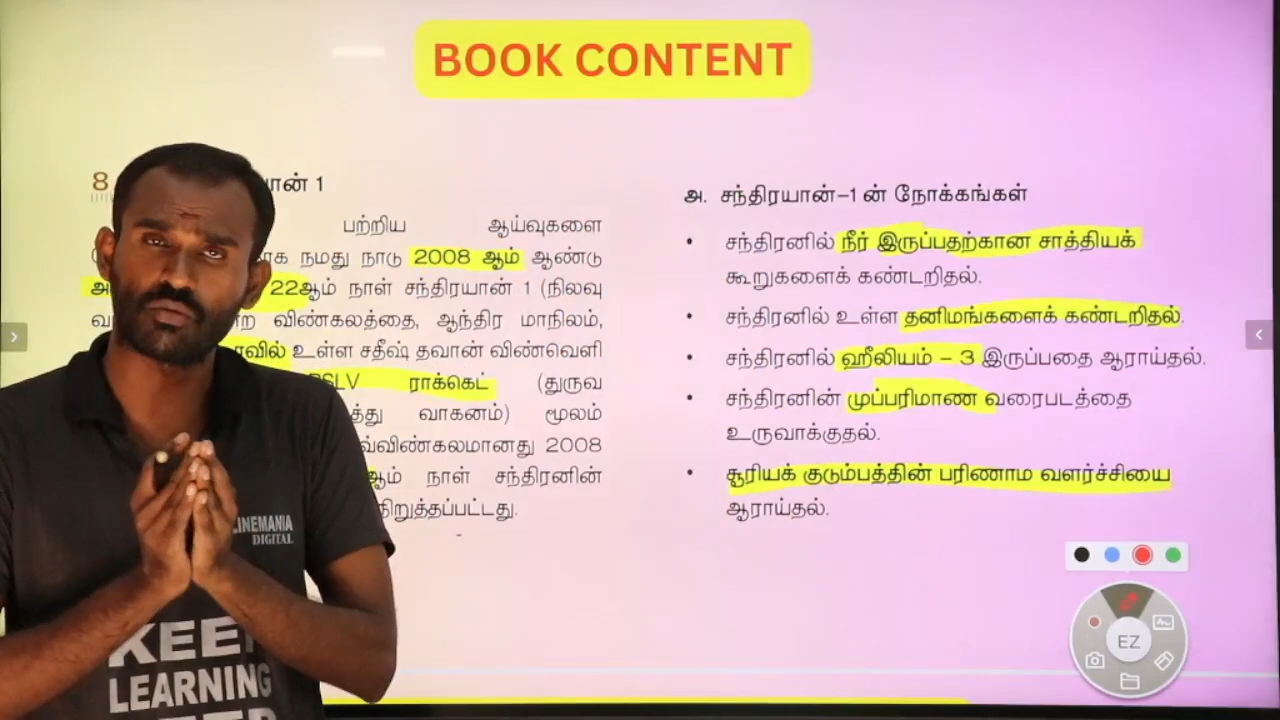 BOOK CONTENT
8
யான் 1
பற்றிய ஆய்வுகளை
நமது நாடு 2008 ஆம் ஆண்டு
22ஆம் நாள் சந்திரயான் 1 (நிலவு
விண்கலத்தை, ஆந்திர மாநிலம்,
உள்ள சதீஷ் தவான் விண்வெளி
PSLV ராக்கெட் (துருவ
வாகனம்) மூலம்
2008
ஆம் நாள் சந்திரனின்
நிறுத்தப்பட்டது.
அ. சந்திரயான்–1 ன் நோக்கங்கள்
• சந்திரனில் நீர் இருப்பதற்கான சாத்தியக்
கூறுகளைக் கண்டறிதல்.
• சந்திரனில் உள்ள தனிமங்களைக் கண்டறிதல்.
• சந்திரனில் ஹீலியம் – 3 இருப்பதை ஆராய்தல்.
• சந்திரனின் முப்பரிமாண வரைபடத்தை
உருவாக்குதல்.
• சூரியக் குடும்பத்தின் பரிணாம வளர்ச்சியை
ஆராய்தல்.
EZ
CINEMANIA
DIGITAL
KEEP
LEARNING